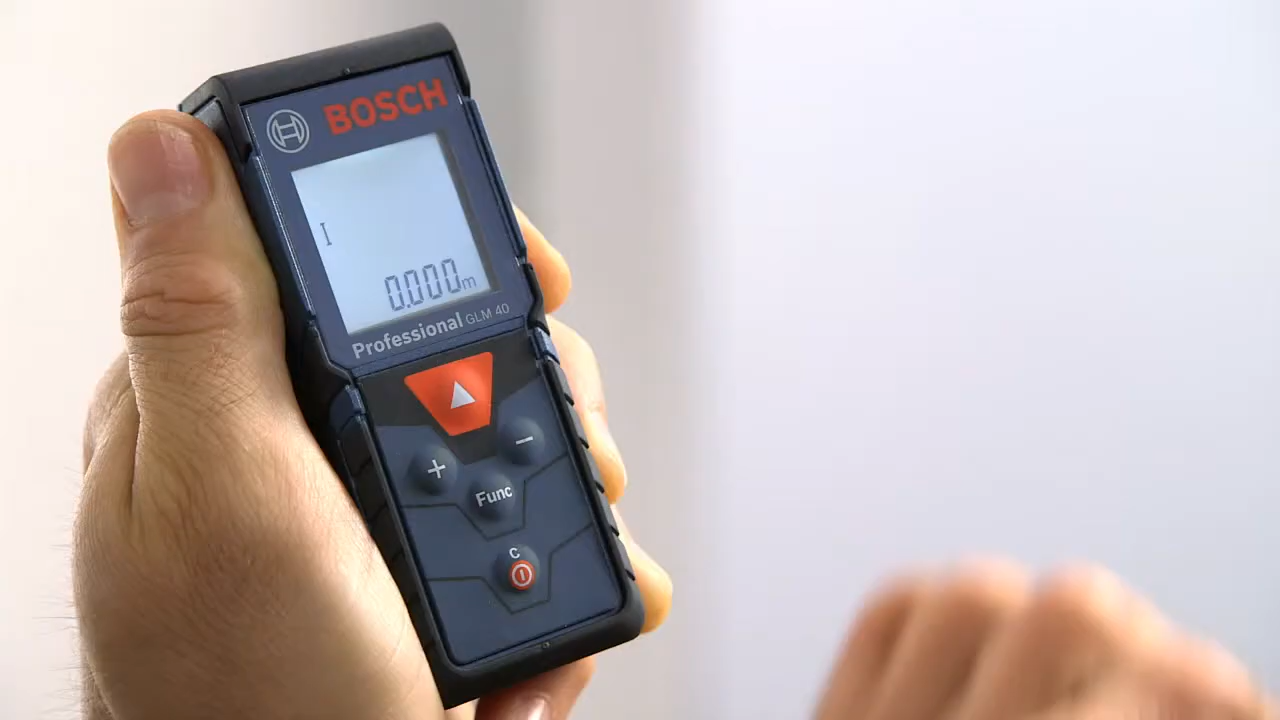 BOSCH
0.000m
Professional GLM 40
+
−
Func
C